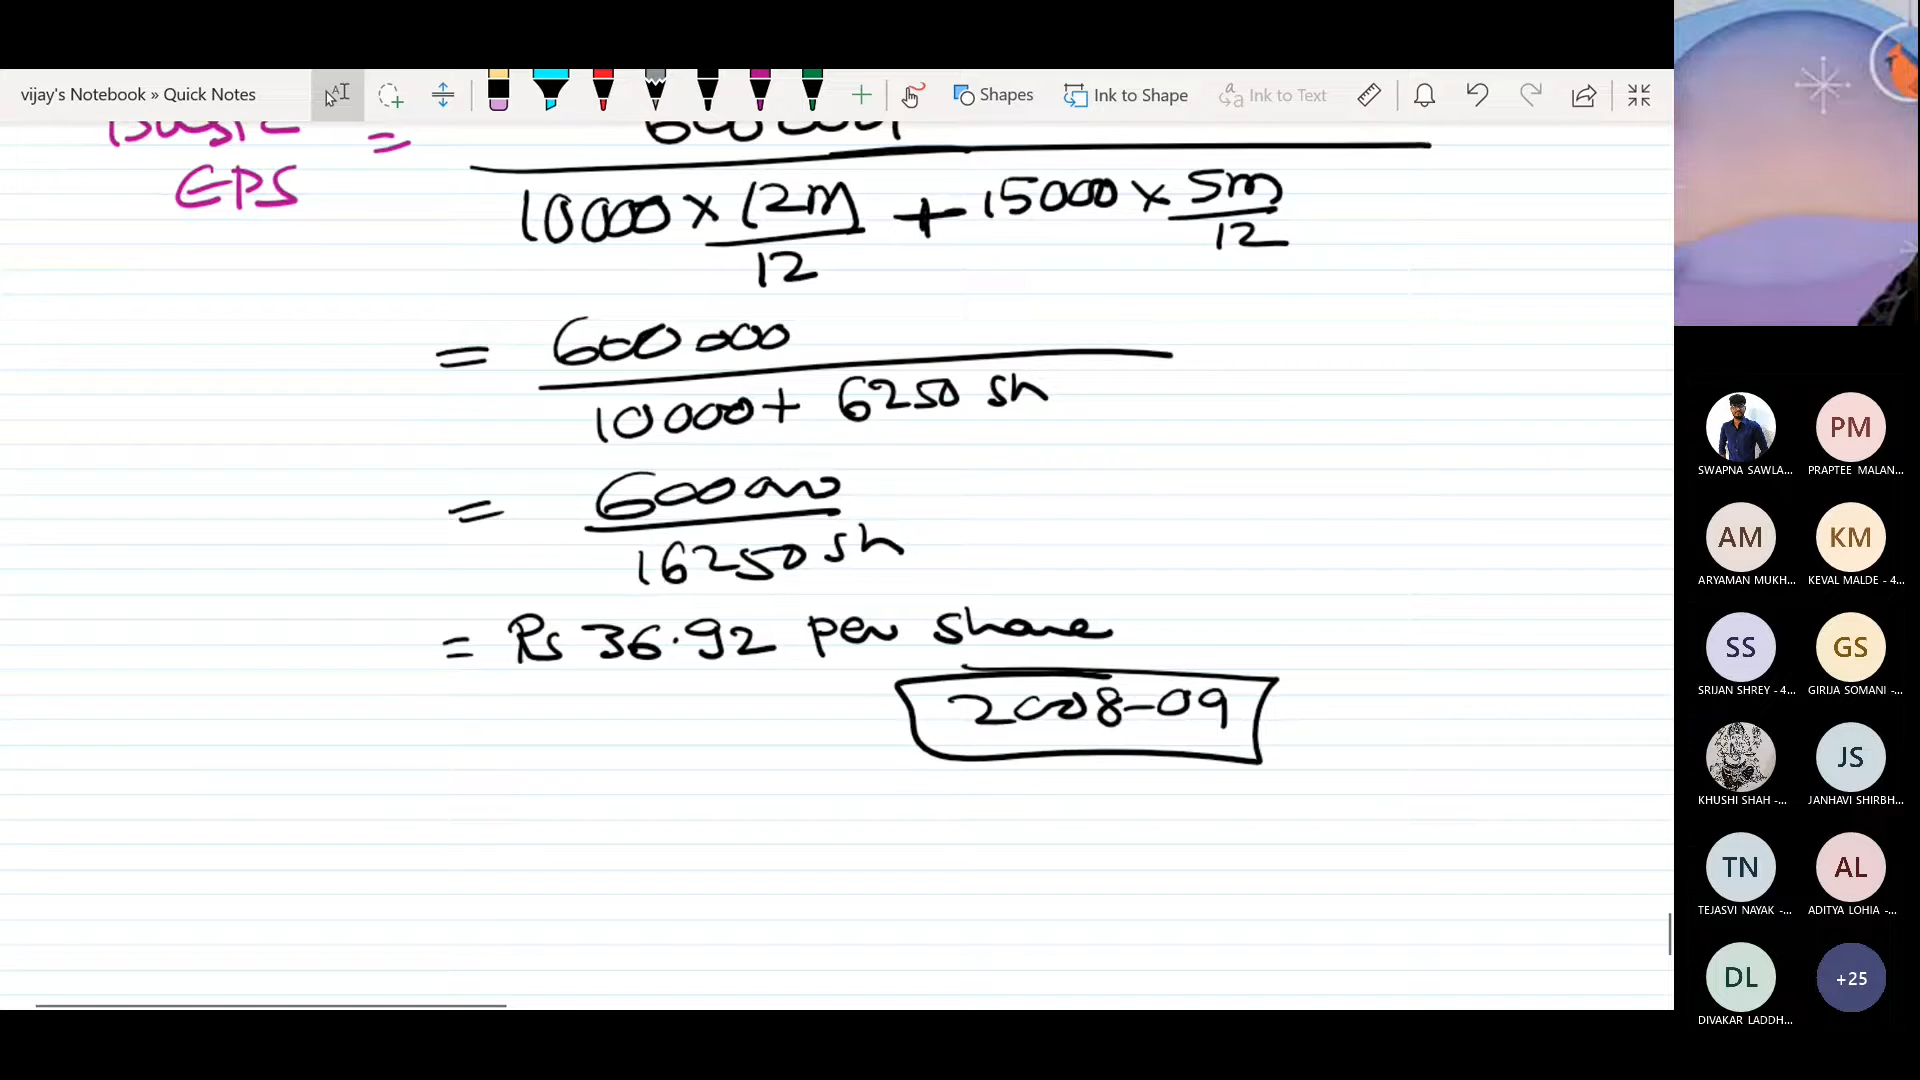 vijay's Notebook » Quick Notes
Shapes
Ink to Shape
Ink to Text
Basic = 600000
EPS
10000 × 12m + 15000 × 5m
12 12
= 600 000
10000 + 6250 sh
= 600000
16250 sh
= Rs 36.92 per share
2008-09
PM
SWAPNA SAWLA...
PRAPTEE MALAN...
AM
KM
ARYAMAN MUKH...
KEVAL MALDE - 4...
SS
GS
SRIJAN SHREY - 4...
GIRIJA SOMANI -...
JS
KHUSHI SHAH -...
JANHAVI SHIRBH...
TN
AL
TEJASVI NAYAK -...
ADITYA LOHIA -...
DL
+25
DIVAKAR LADDH...